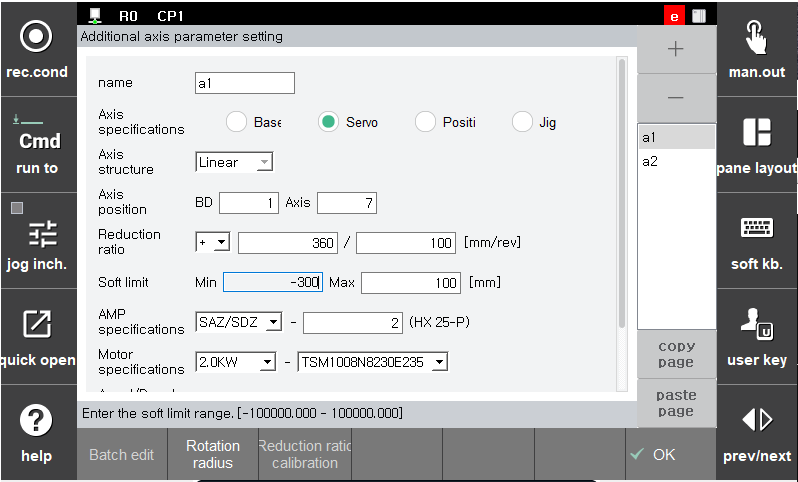 R0 CP1 e
Additional axis parameter setting
rec.cond
Cmd
run to
jog inch.
quick open
help
name a1
Axis
specifications
Base Servo Positi Jig
Axis
structure
Linear
Axis
position
BD 1 Axis 7
Reduction
ratio
+ 360 / 100 [mm/rev]
Soft limit Min -300 Max 100 [mm]
AMP
specifications
SAZ/SDZ - 2 (HX 25-P)
Motor
specifications
2.0KW - TSM1008N8230E235
+
-
a1
a2
copy
page
paste
page
man.out
pane layout
soft kb.
u
user key
prev/next
Enter the soft limit range. [-100000.000 - 100000.000]
Batch edit
Rotation
radius
Reduction ratio
calibration
OK
?